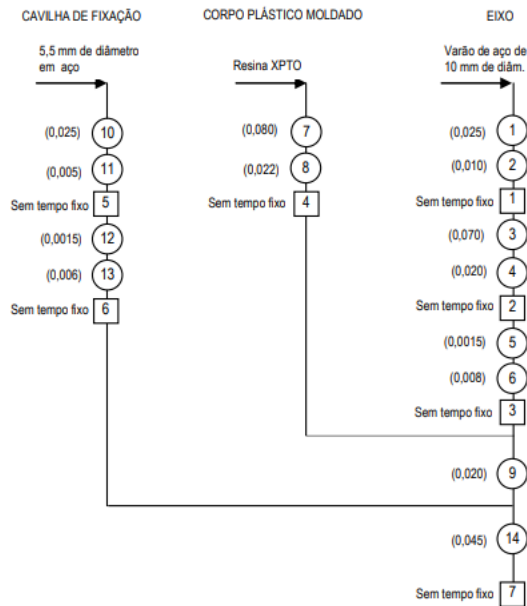 CAVILHA DE FIXAÇÃO
5,5 mm de diâmetro
em aço
(0,025) 10
(0,005) 11
Sem tempo fixo 5
(0,0015) 12
(0,006) 13
Sem tempo fixo 6
CORPO PLÁSTICO MOLDADO
Resina XPTO
(0,080) 7
(0,022) 8
Sem tempo fixo 4
EIXO
Varão de aço de
10 mm de diâm.
(0,025) 1
(0,010) 2
Sem tempo fixo 1
(0,070) 3
(0,020) 4
Sem tempo fixo 2
(0,0015) 5
(0,008) 6
Sem tempo fixo 3
(0,020) 9
(0,045) 14
Sem tempo fixo 7